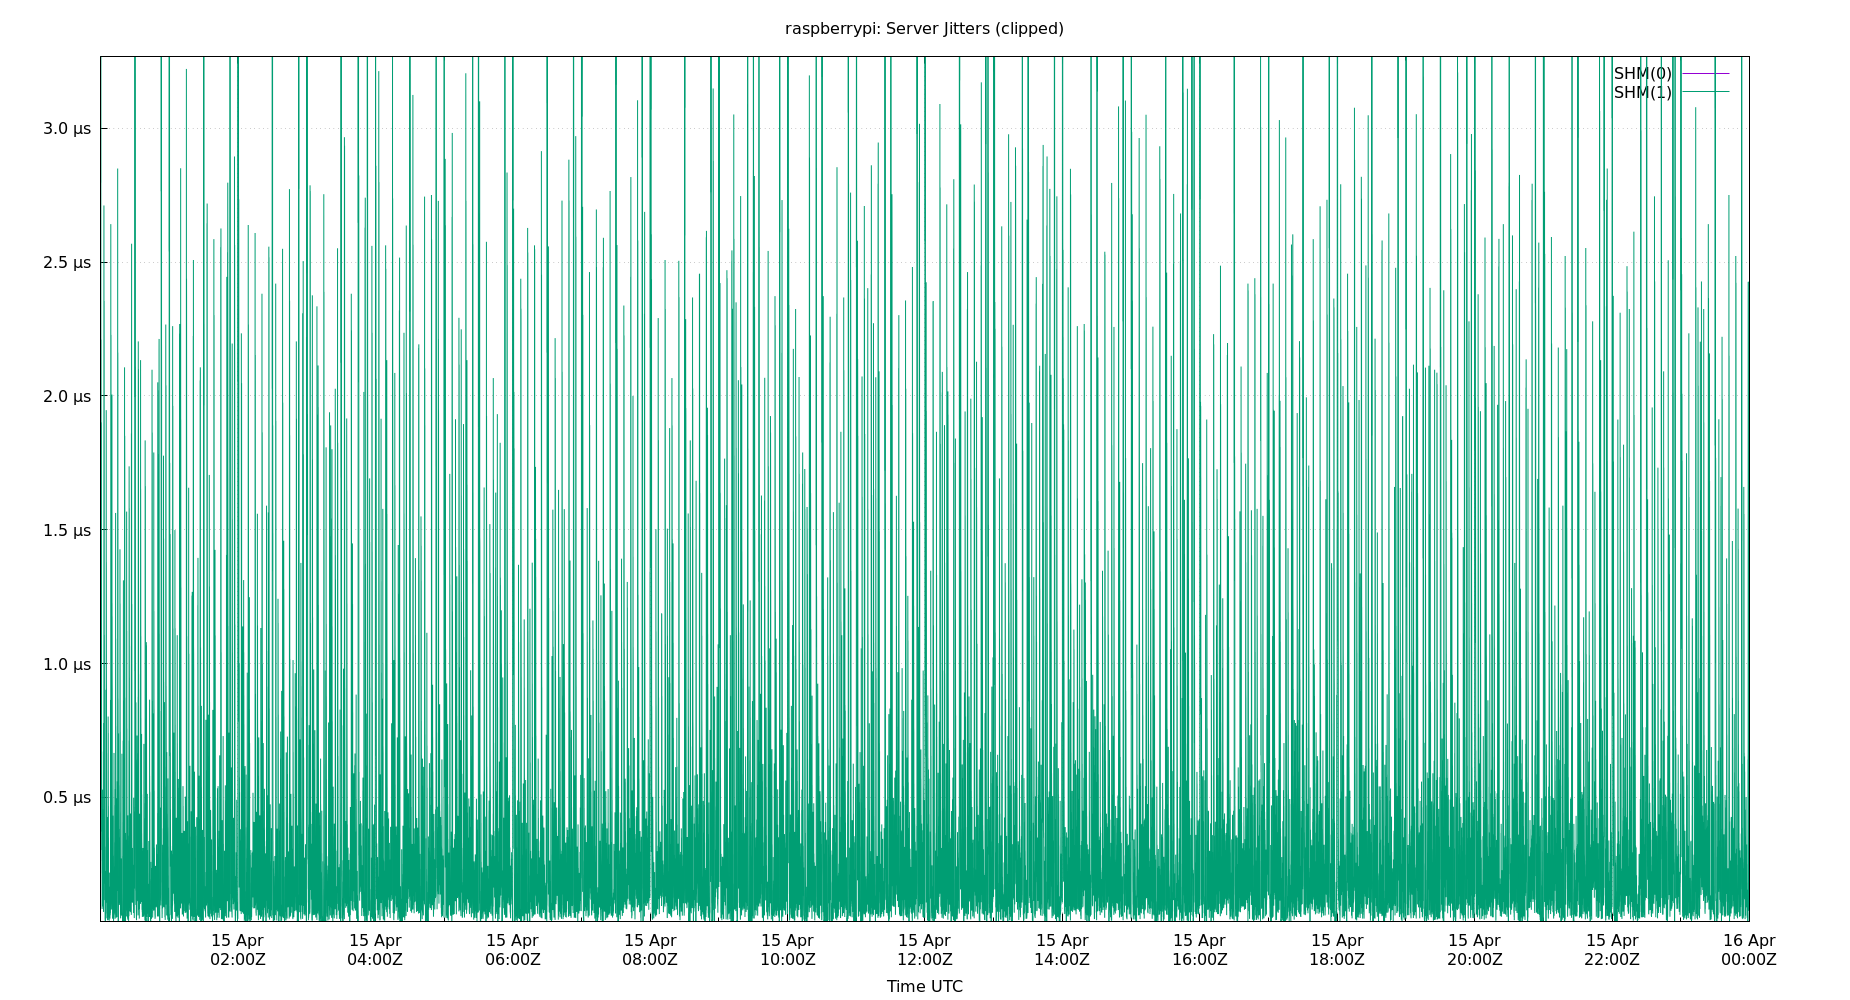 raspberrypi: Server Jitters (clipped)
SHM(0)
SHM(1)
3.0 µs
2.5 µs
2.0 µs
1.5 µs
1.0 µs
0.5 µs
15 Apr 15 Apr 15 Apr 15 Apr 15 Apr 15 Apr 15 Apr 15 Apr 15 Apr 15 Apr 15 Apr 16 Apr
02:00Z 04:00Z 06:00Z 08:00Z 10:00Z 12:00Z 14:00Z 16:00Z 18:00Z 20:00Z 22:00Z 00:00Z
Time UTC